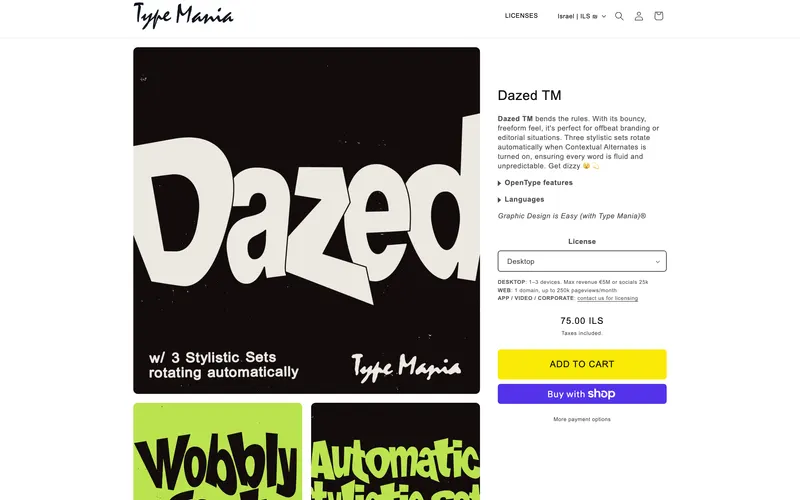 Type Mania
LICENSES
Israel | ILS ₪
Dazed
w/ 3 Stylistic Sets
rotating automatically
Type Mania
Wobbly
Automatic
Dazed TM
Dazed TM bends the rules. With its bouncy,
freeform feel, it's perfect for offbeat branding or
editorial situations. Three stylistic sets rotate
automatically when Contextual Alternates is
turned on, ensuring every word is fluid and
unpredictable. Get dizzy 😵 💫
OpenType features
Languages
Graphic Design is Easy (with Type Mania)®
License
Desktop
DESKTOP: 1–3 devices. Max revenue €5M or socials 25k
WEB: 1 domain, up to 250k pageviews/month
APP / VIDEO / CORPORATE: contact us for licensing
75.00 ILS
Taxes included.
ADD TO CART
Buy with shop
More payment options